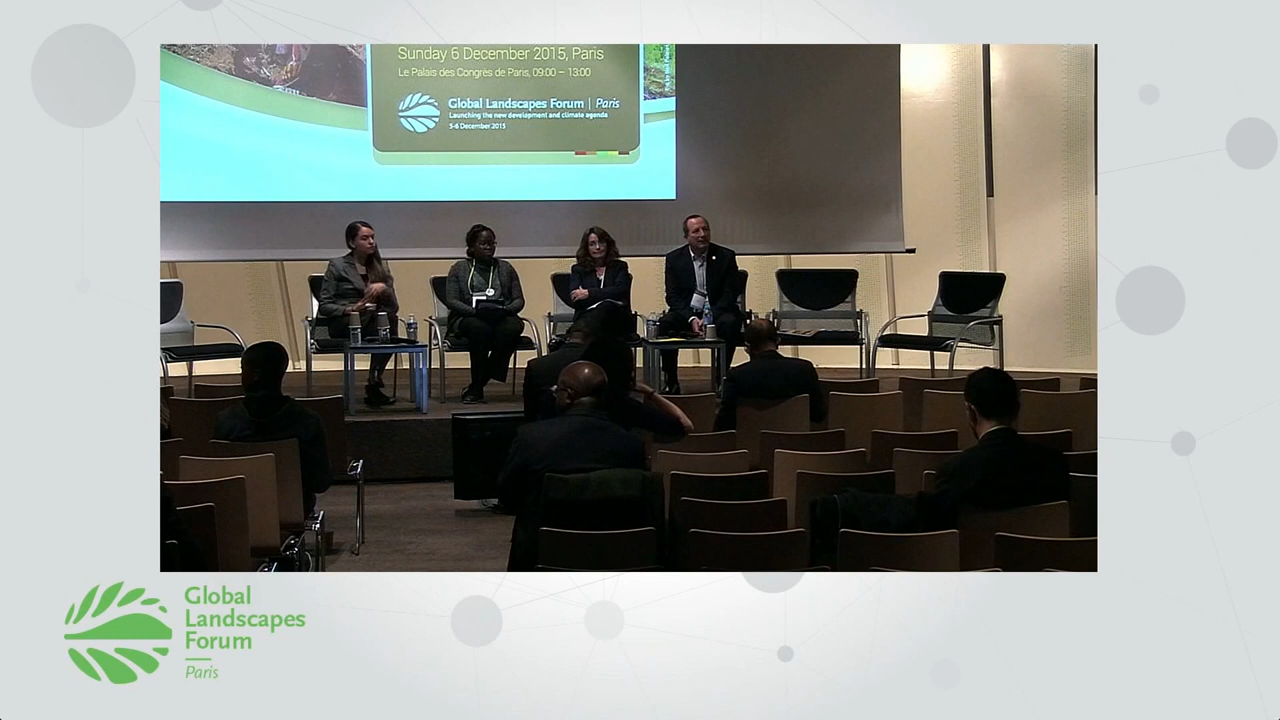 Sunday 6 December 2015, Paris
Le Palais des Congrès de Paris, 09:00 – 13:00
Global Landscapes Forum | Paris
Launching the new development and climate agenda
5-6 December 2015
Global
Landscapes
Forum
Paris